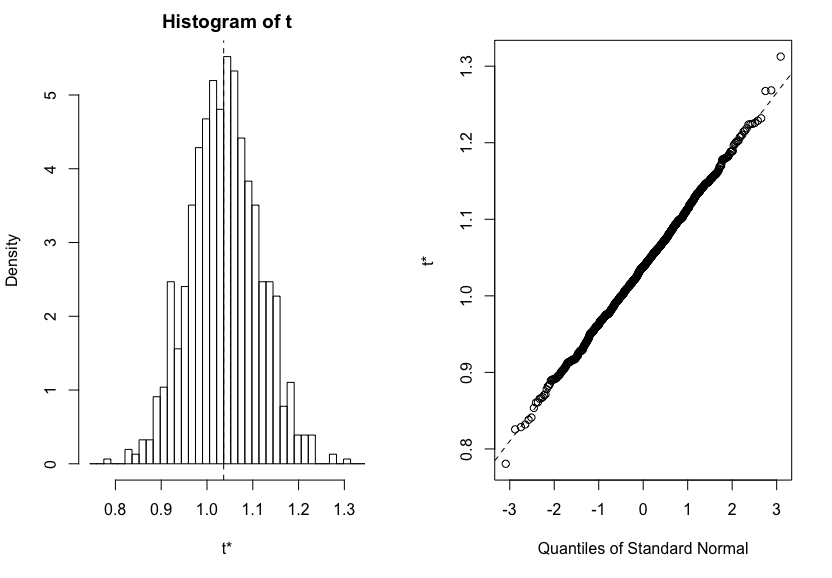 Histogram of t
Density
0
1
2
3
4
5
0.8 0.9 1.0 1.1 1.2 1.3
t*
t*
0.8
0.9
1.0
1.1
1.2
1.3
-3 -2 -1 0 1 2 3
Quantiles of Standard Normal